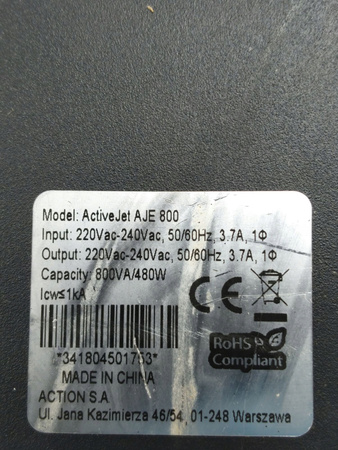 Model: ActiveJet AJE 800
Input: 220Vac-240Vac, 50/60Hz, 3.7A, 1Φ
Output: 220Vac-240Vac, 50/60Hz, 3.7A, 1Φ
Capacity: 800VA/480W
Icw≤1kA
CE
*341804501753*
RoHS
Compliant
MADE IN CHINA
ACTION S.A
Ul. Jana Kazimierza 46/54, 01-248 Warszawa